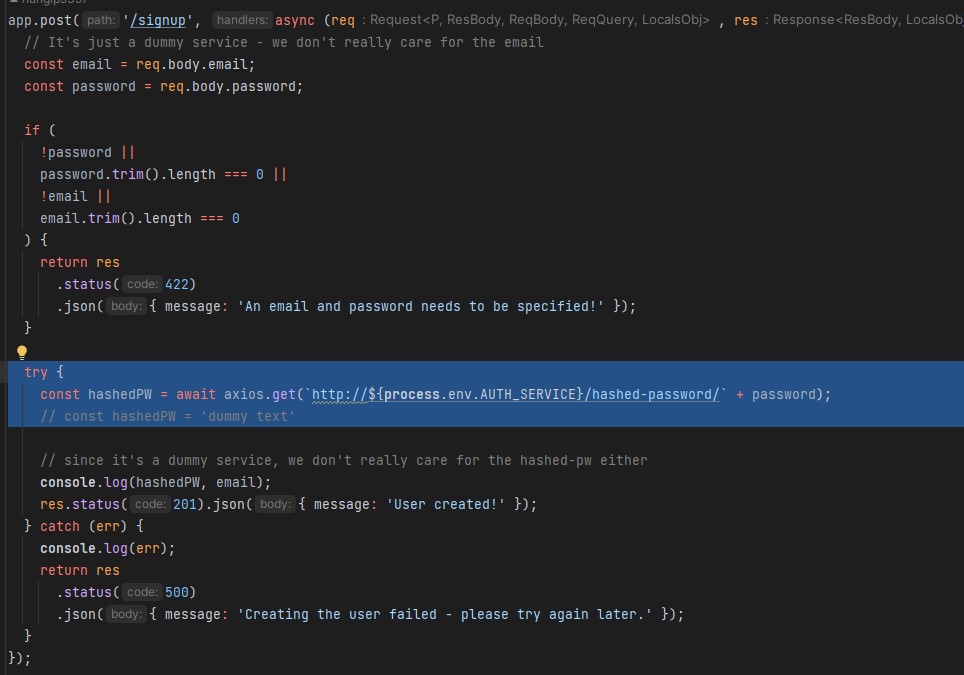 app.post( path: '/signup', handlers: async (req : Request<P, ResBody, ReqBody, ReqQuery, LocalsObj> , res : Response<ResBody, LocalsOb
// It's just a dummy service - we don't really care for the email
const email = req.body.email;
const password = req.body.password;
if (
!password ||
password.trim().length === 0 ||
!email ||
email.trim().length === 0
) {
return res
.status( code: 422)
.json( body: { message: 'An email and password needs to be specified!' });
}
try {
const hashedPW = await axios.get(`http://${process.env.AUTH_SERVICE}/hashed-password/` + password);
// const hashedPW = 'dummy text'
// since it's a dummy service, we don't really care for the hashed-pw either
console.log(hashedPW, email);
res.status( code: 201).json( body: { message: 'User created!' });
} catch (err) {
console.log(err);
return res
.status( code: 500)
.json( body: { message: 'Creating the user failed - please try again later.' });
}
});